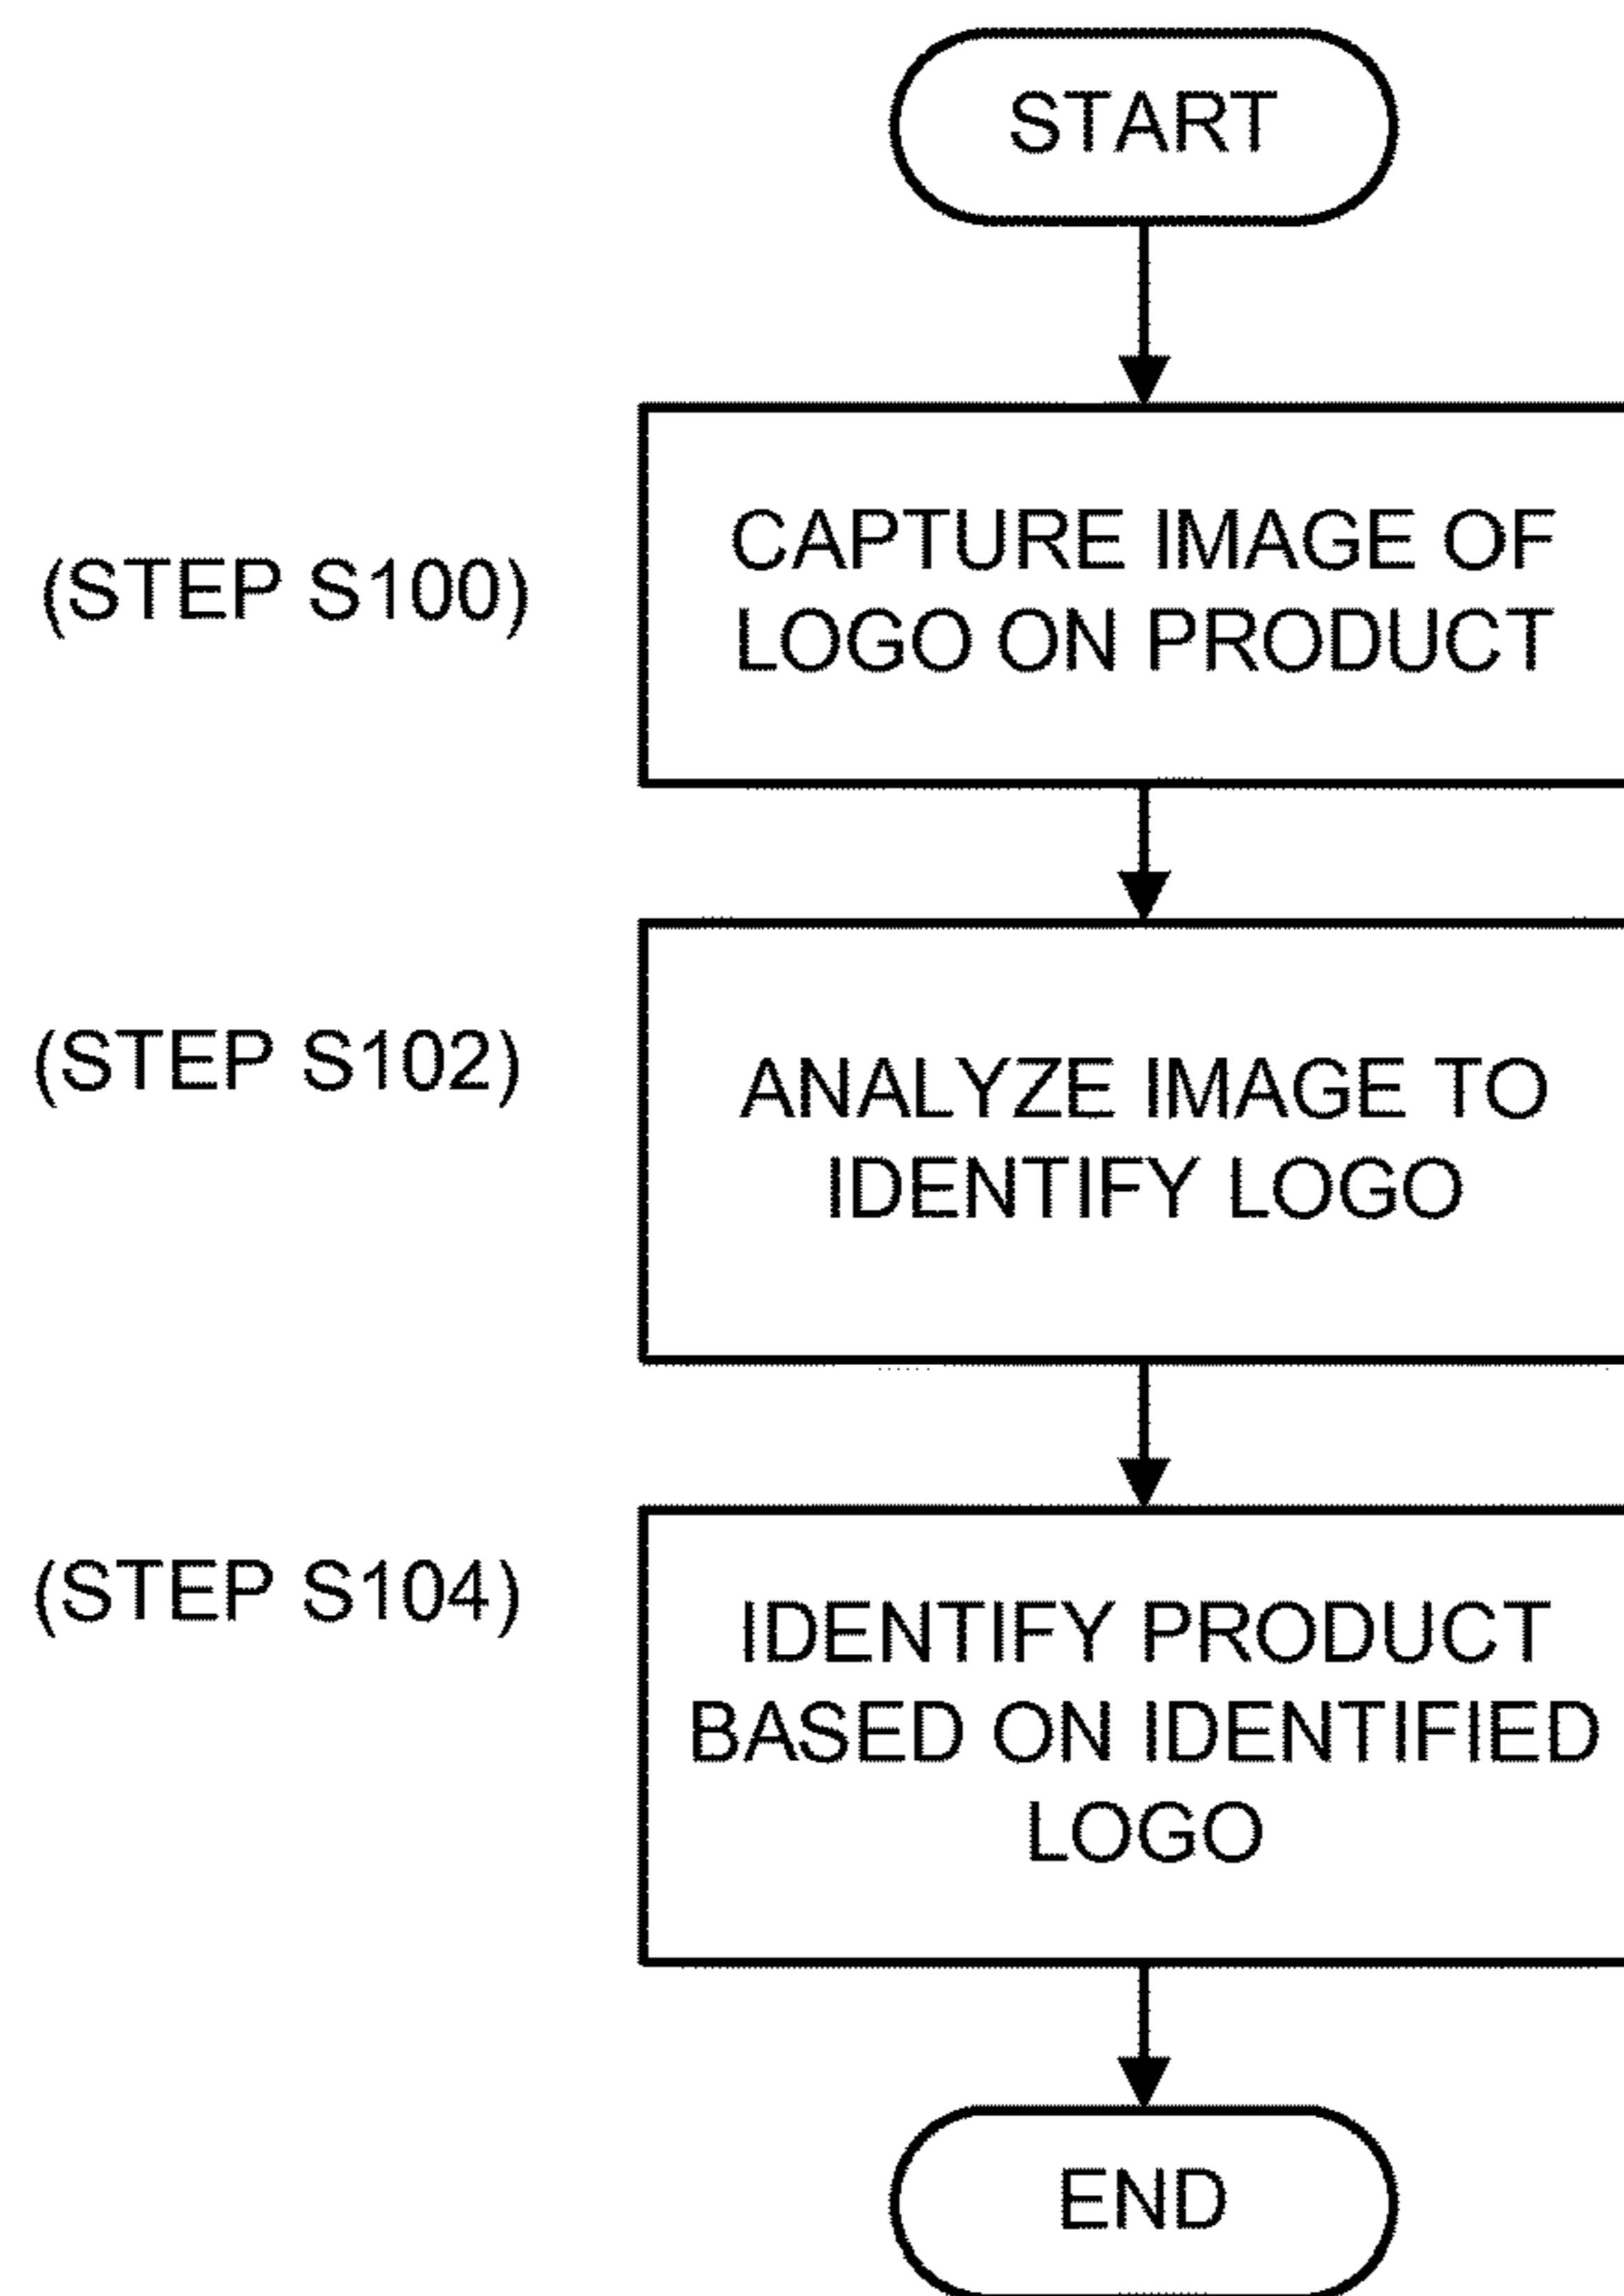 START
(STEP S100)
CAPTURE IMAGE OF
LOGO ON PRODUCT
(STEP S102)
ANALYZE IMAGE TO
IDENTIFY LOGO
(STEP S104)
IDENTIFY PRODUCT
BASED ON IDENTIFIED
LOGO
END